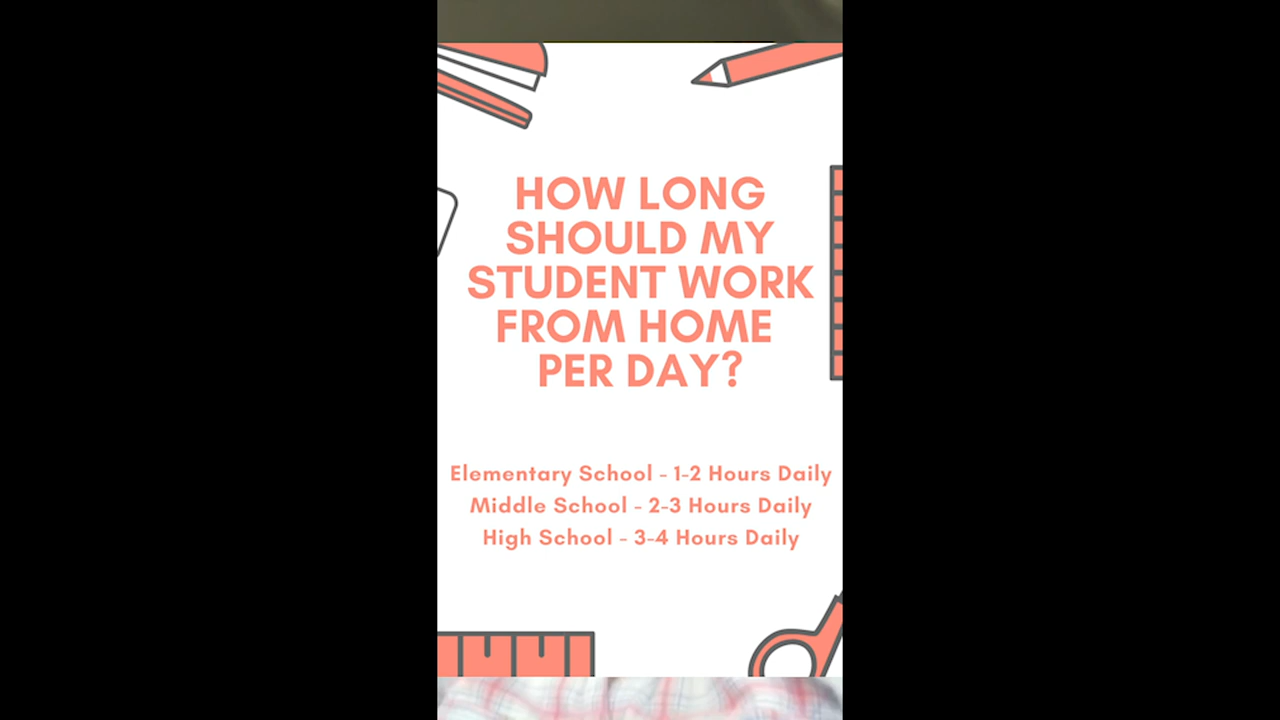 HOW LONG
SHOULD MY
STUDENT WORK
FROM HOME
PER DAY?
Elementary School - 1-2 Hours Daily
Middle School - 2-3 Hours Daily
High School - 3-4 Hours Daily